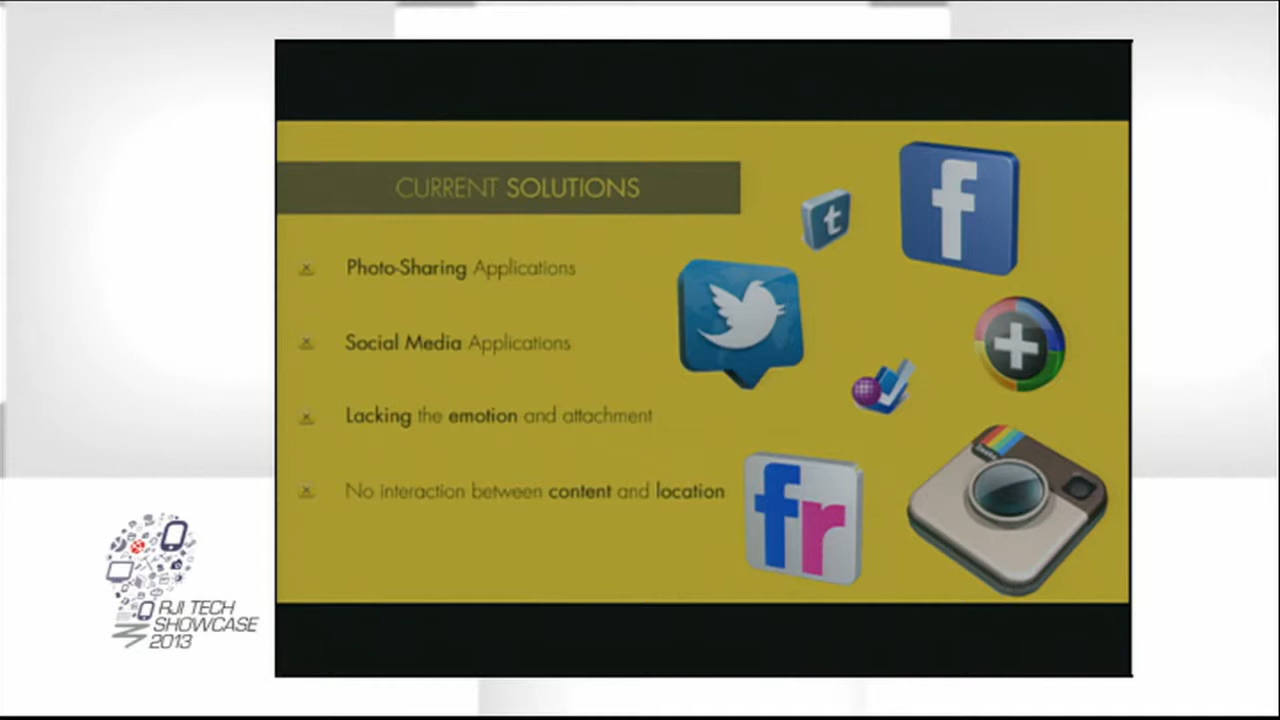 CURRENT SOLUTIONS
Photo-Sharing Applications
Social Media Applications
Lacking the emotion and attachment
No interaction between content and location
t
f
fr
RJI TECH
SHOWCASE
2013